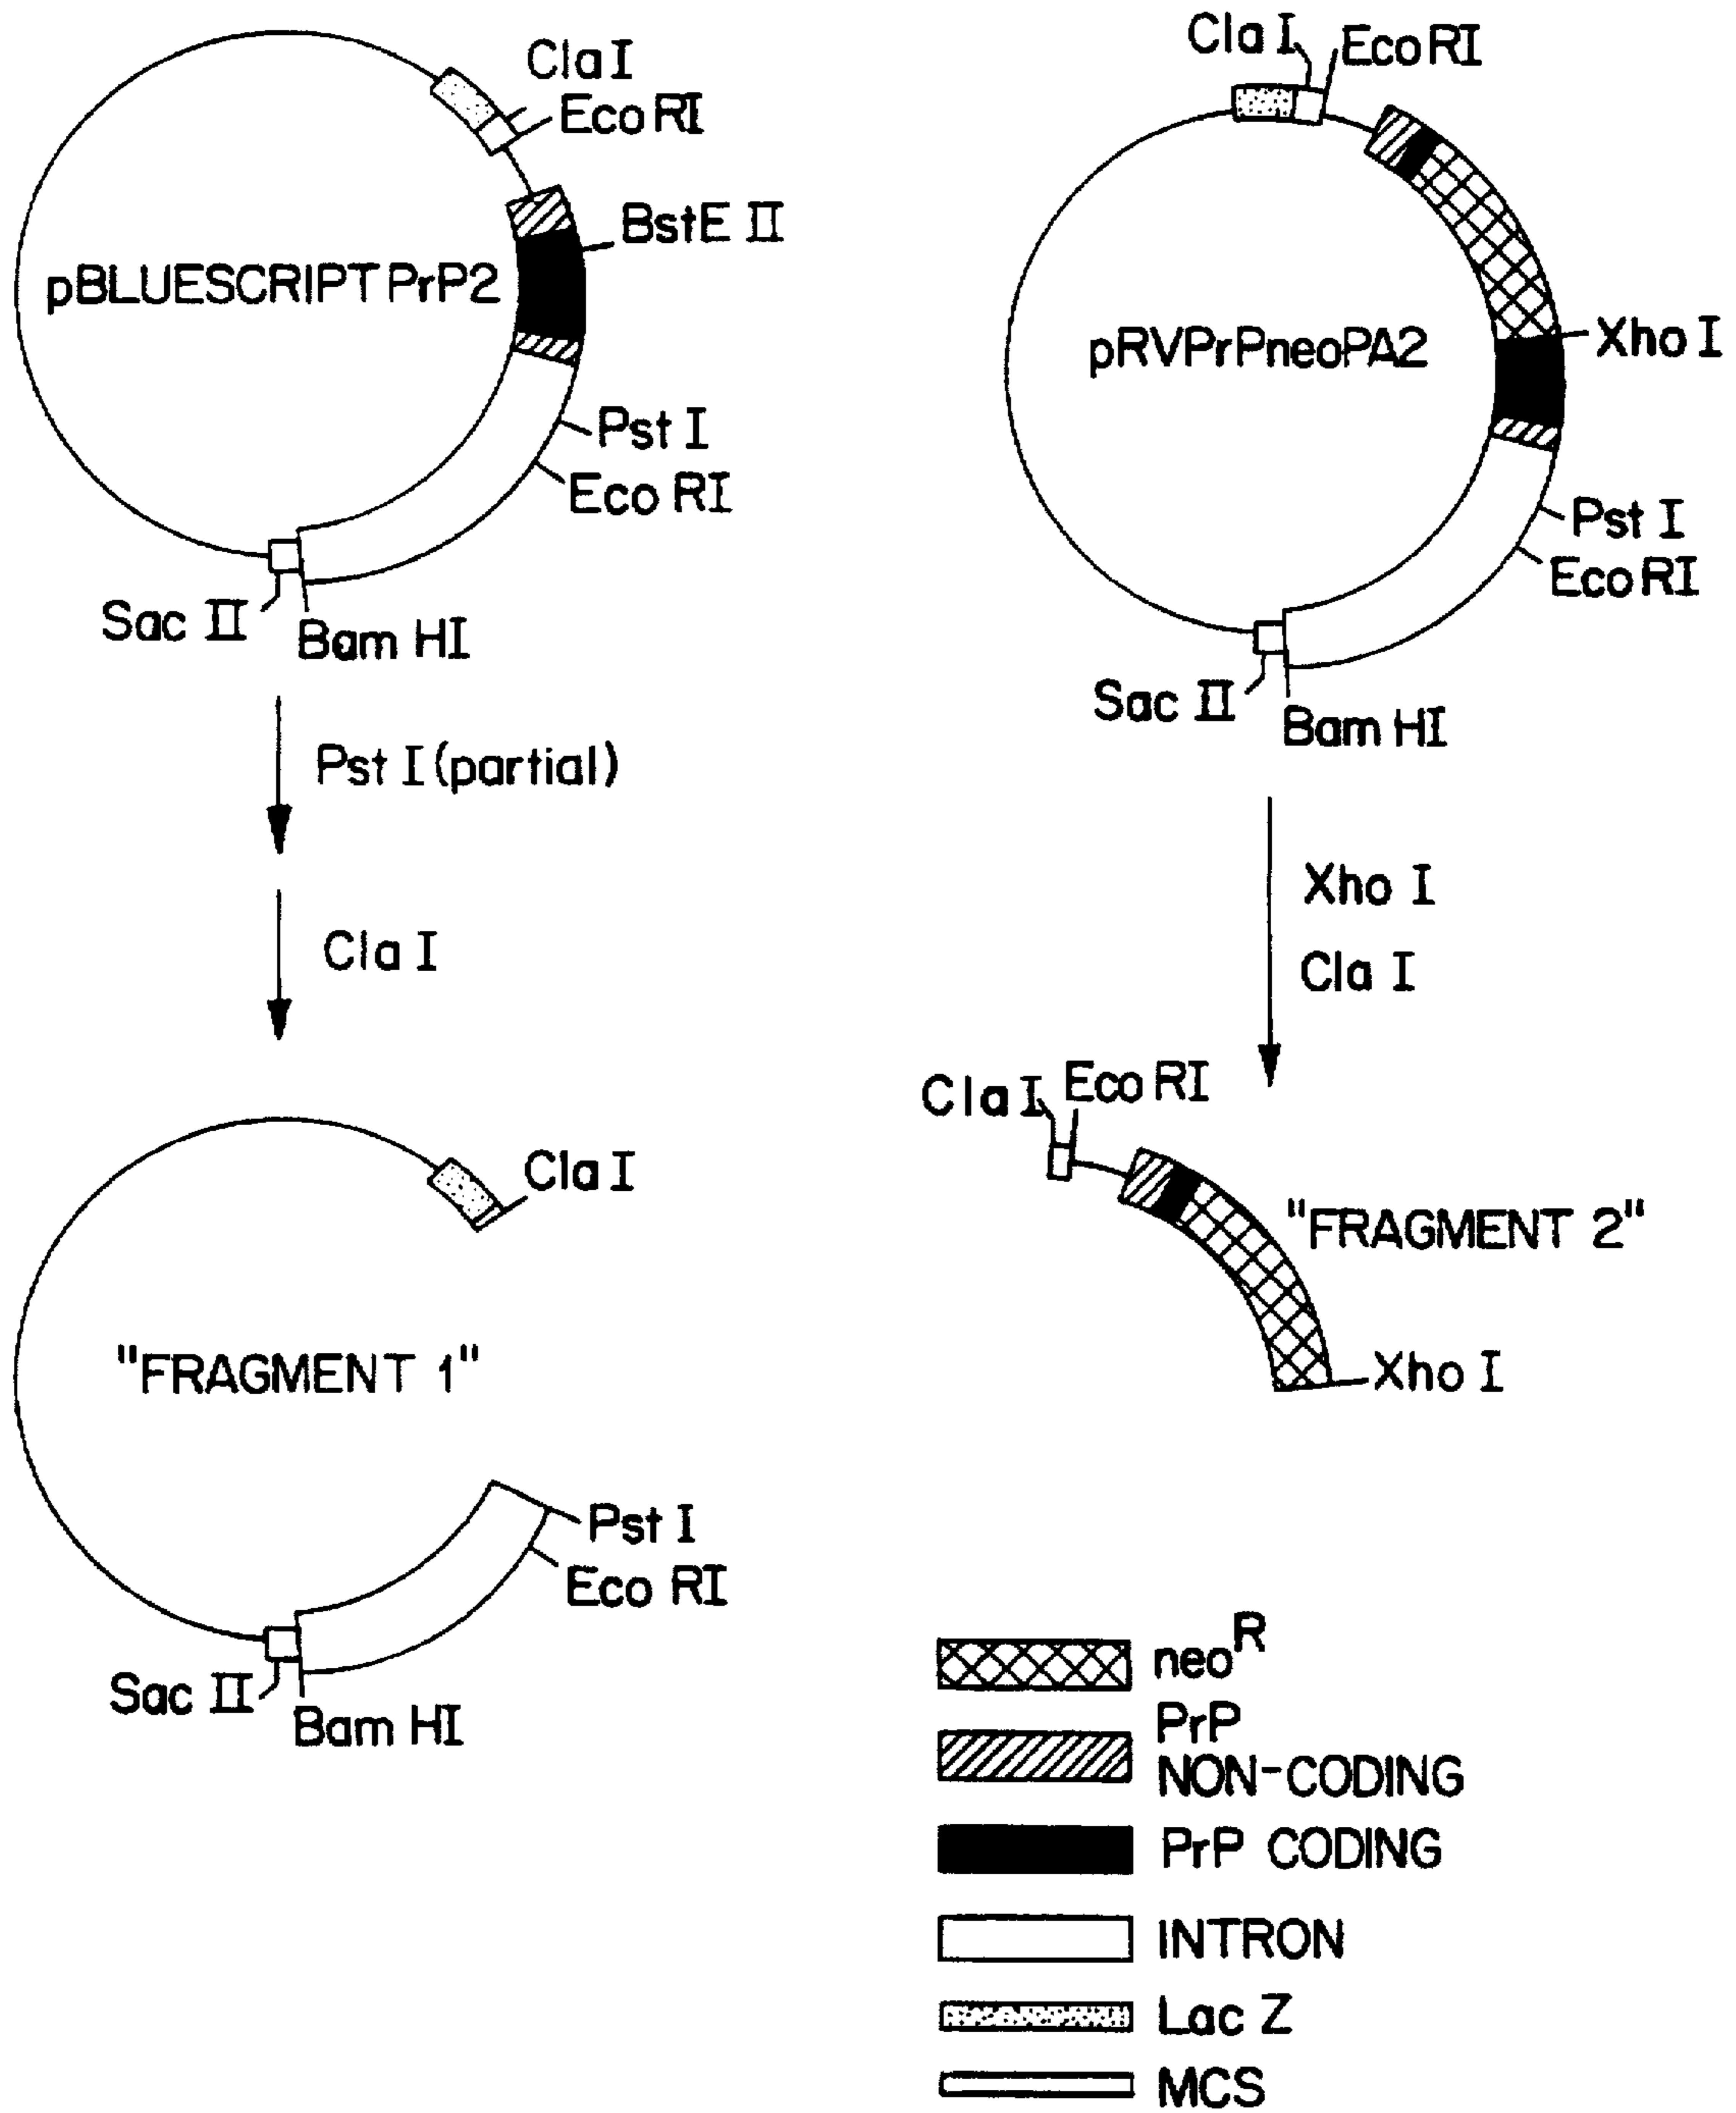 Cla I
Eco RI
BstE II
pBLUESCRIPT PrP2
Pst I
Eco RI
Sac II
Bam HI
Pst I (partial)
Cla I
Cla I
"FRAGMENT 1"
Pst I
Eco RI
Sac II
Bam HI
Cla I
Eco RI
pRVPrPneoPA2
Xho I
Pst I
Eco RI
Sac II
Bam HI
Xho I
Cla I
Cla I
Eco RI
"FRAGMENT 2"
Xho I
neoR
PrP
NON-CODING
PrP CODING
INTRON
Lac Z
MCS